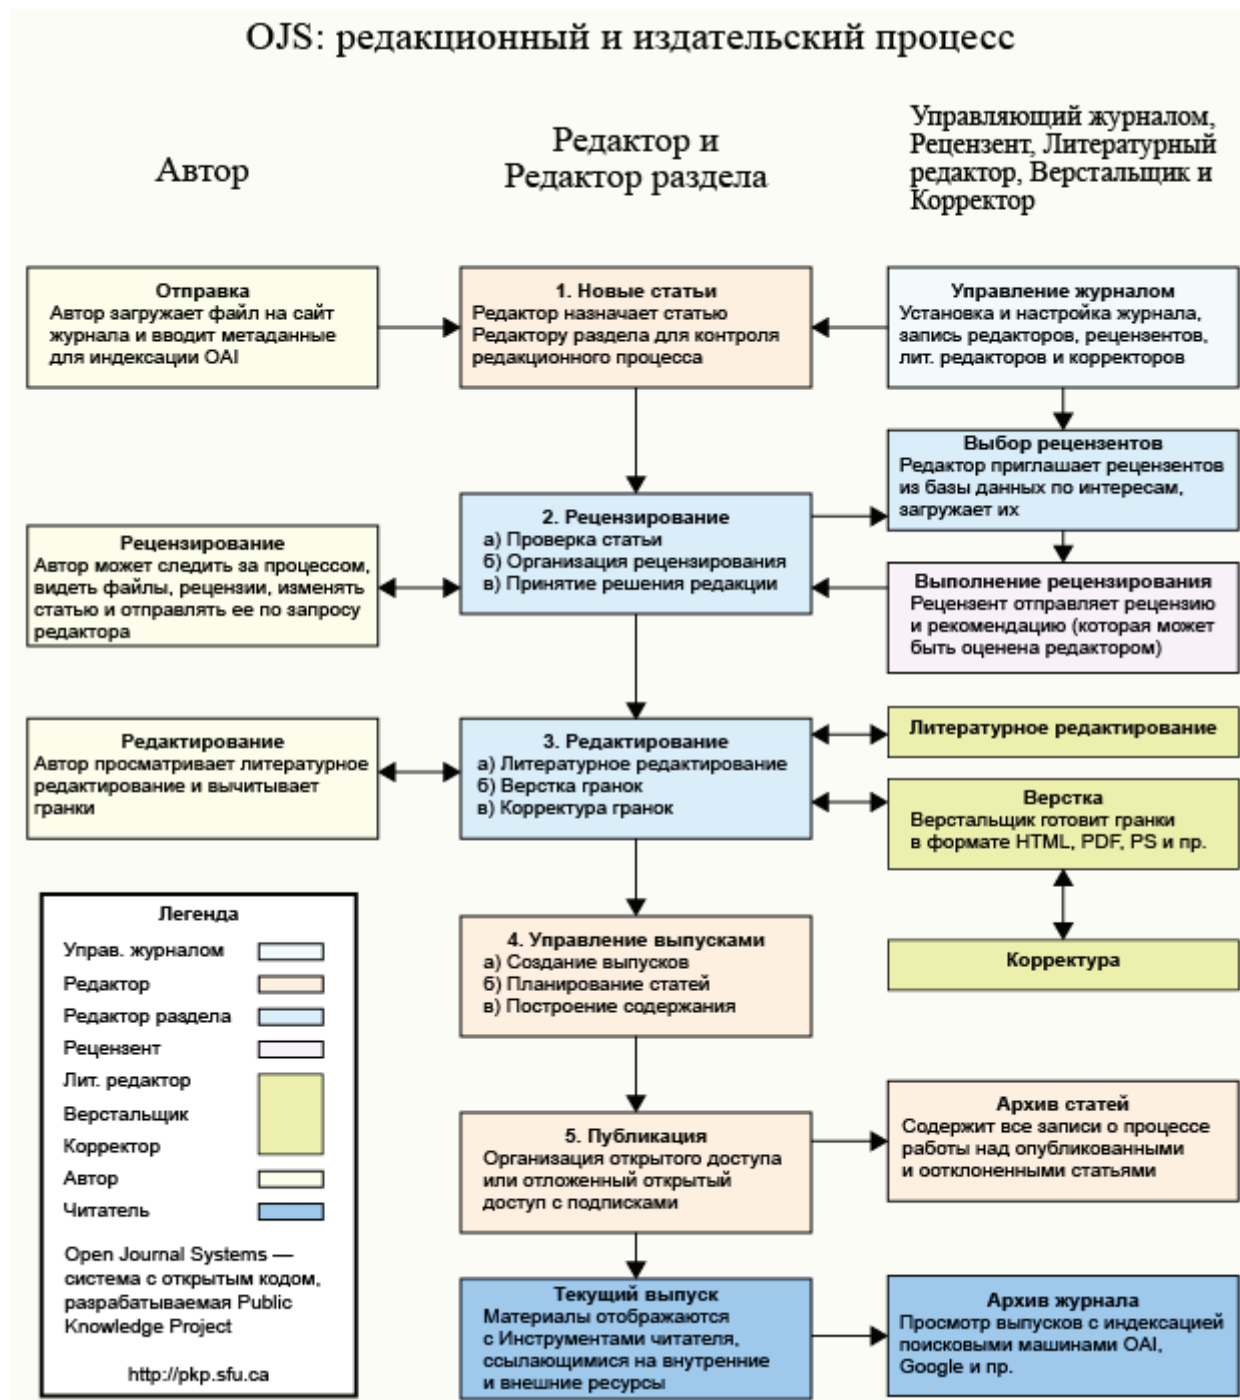 OJS: редакционный и издательский процесс
Автор
Редактор и
Редактор раздела
Управляющий журналом,
Рецензент, Литературный
редактор, Верстальщик и
Корректор
Отправка
Автор загружает файл на сайт
журнала и вводит метаданные
для индексации OAI
1. Новые статьи
Редактор назначает статью
Редактору раздела для контроля
редакционного процесса
Управление журналом
Установка и настройка журнала,
запись редакторов, рецензентов,
лит. редакторов и корректоров
Выбор рецензентов
Редактор приглашает рецензентов
из базы данных по интересам,
загружает их
2. Рецензирование
а) Проверка статьи
б) Организация рецензирования
в) Принятие решения редакции
Рецензирование
Автор может следить за процессом,
видеть файлы, рецензии, изменять
статью и отправлять ее по запросу
редактора
Выполнение рецензирования
Рецензент отправляет рецензию
и рекомендацию (которая может
быть оценена редактором)
Редактирование
Автор просматривает литературное
редактирование и вычитывает
гранки
3. Редактирование
а) Литературное редактирование
б) Верстка гранок
в) Корректура гранок
Литературное редактирование
Верстка
Верстальщик готовит гранки
в формате HTML, PDF, PS и пр.
Корректура
4. Управление выпусками
а) Создание выпусков
б) Планирование статей
в) Построение содержания
5. Публикация
Организация открытого доступа
или отложенный открытый
доступ с подписками
Архив статей
Содержит все записи о процессе
работы над опубликованными
и оотклоненными статьями
Текущий выпуск
Материалы отображаются
с Инструментами читателя,
ссылающимися на внутренние
и внешние ресурсы
Архив журнала
Просмотр выпусков с индексацией
поисковыми машинами OAI,
Google и пр.
Легенда
Управ. журналом
Редактор
Редактор раздела
Рецензент
Лит. редактор
Верстальщик
Корректор
Автор
Читатель
Open Journal Systems —
система с открытым кодом,
разрабатываемая Public
Knowledge Project
http://pkp.sfu.ca